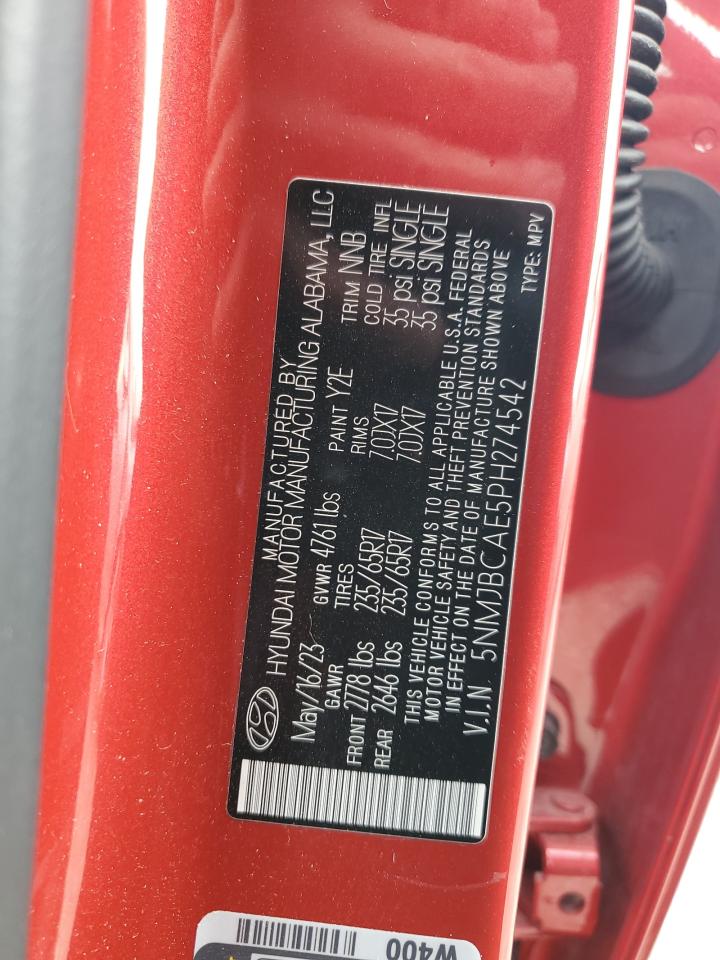 MANUFACTURED BY
HYUNDAI MOTOR MANUFACTURING ALABAMA, LLC
May/16/23 GVWR 4761 lbs PAINT Y2E TRIM NNB
GAWR TIRES RIMS COLD TIRE INFL
FRONT 2778 lbs 235/65R17 7.0JX17 35 psi SINGLE
REAR 2646 lbs 235/65R17 7.0JX17 35 psi SINGLE
THIS VEHICLE CONFORMS TO ALL APPLICABLE U.S.A. FEDERAL
MOTOR VEHICLE SAFETY AND THEFT PREVENTION STANDARDS
IN EFFECT ON THE DATE OF MANUFACTURE SHOWN ABOVE
V.I.N 5NMJBCAE5PH274542
TYPE: MPV
W400